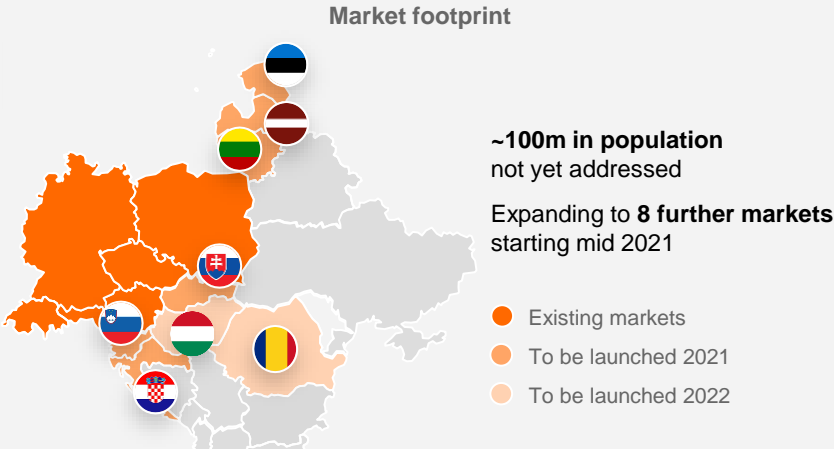 Market footprint
~100m in population
not yet addressed
Expanding to 8 further markets
starting mid 2021
Existing markets
To be launched 2021
To be launched 2022